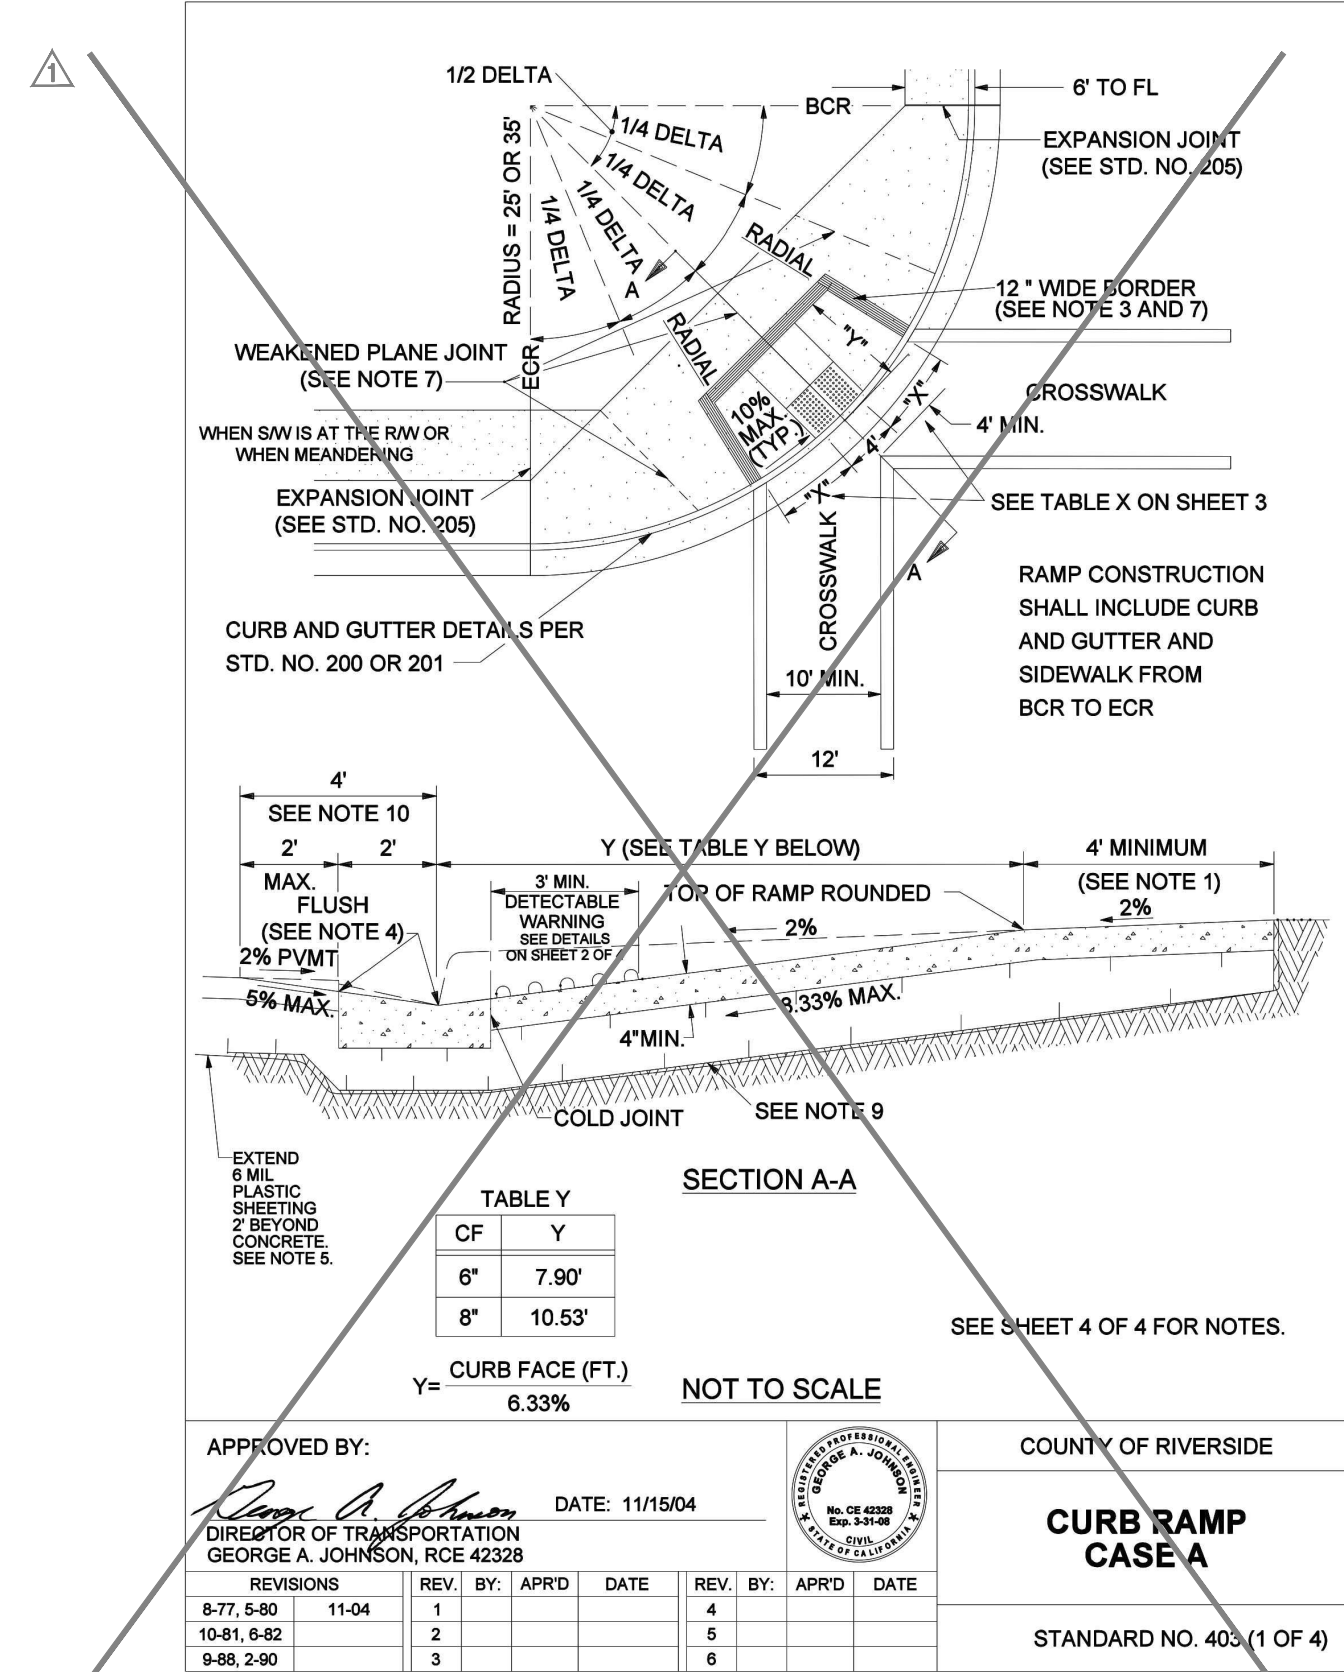 1
1/2 DELTA
BCR
6' TO FL
1/4 DELTA
1/4 DELTA
1/4 DELTA
1/4 DELTA
RADIUS = 25' OR 35'
EXPANSION JOINT
(SEE STD. NO. 205)
RADIAL
A
12 " WIDE BORDER
(SEE NOTE 3 AND 7)
RADIAL
"Y"
WEAKENED PLANE JOINT
(SEE NOTE 7)
ECR
CROSSWALK
"X"
4' MIN.
10%
MAX.
(TYP.)
4'
"X"
WHEN S/W IS AT THE R/W OR
WHEN MEANDERING
EXPANSION JOINT
(SEE STD. NO. 205)
SEE TABLE X ON SHEET 3
CROSSWALK
A
RAMP CONSTRUCTION
SHALL INCLUDE CURB
AND GUTTER AND
SIDEWALK FROM
BCR TO ECR
CURB AND GUTTER DETAILS PER
STD. NO. 200 OR 201
10' MIN.
12'
4'
SEE NOTE 10
2'
2'
Y (SEE TABLE Y BELOW)
4' MINIMUM
(SEE NOTE 1)
2%
MAX.
FLUSH
(SEE NOTE 4)
3' MIN.
DETECTABLE
WARNING
SEE DETAILS
ON SHEET 2 OF 4
TOP OF RAMP ROUNDED
2%
2% PVMT
5% MAX.
8.33% MAX.
4"MIN.
COLD JOINT
SEE NOTE 9
EXTEND
6 MIL
PLASTIC
SHEETING
2' BEYOND
CONCRETE.
SEE NOTE 5.
SECTION A-A
TABLE Y
CF Y
6" 7.90'
8" 10.53'
Y= CURB FACE (FT.)
6.33%
NOT TO SCALE
SEE SHEET 4 OF 4 FOR NOTES.
APPROVED BY:
George A. Johnson
DATE: 11/15/04
DIRECTOR OF TRANSPORTATION
GEORGE A. JOHNSON, RCE 42328
REGISTERED PROFESSIONAL ENGINEER
GEORGE A. JOHNSON
No. CE 42328
Exp. 3-31-08
CIVIL
STATE OF CALIFORNIA
COUNTY OF RIVERSIDE
CURB RAMP
CASE A
STANDARD NO. 403 (1 OF 4)
REVISIONS REV. BY: APR'D DATE REV. BY: APR'D DATE
8-77, 5-80 11-04 1 4
10-81, 6-82 2 5
9-88, 2-90 3 6